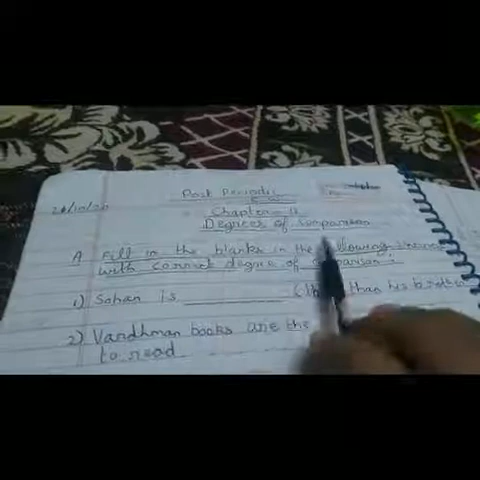 Post Periodic
Chapter-
Degrees of Comparison
A Fill in the blanks in the following
with correct degree of comparison:
1) Sohan is __________ ( than his brother
2) Vardhman books are the
to read